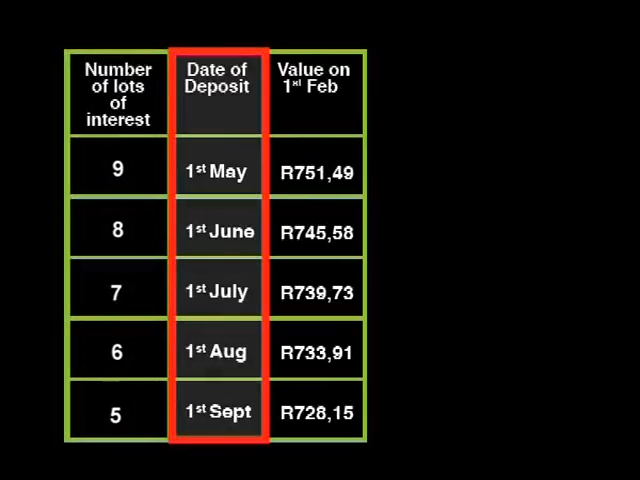 Number of lots of interest Date of Deposit Value on 1st Feb
9 1st May R751,49
8 1st June R745,58
7 1st July R739,73
6 1st Aug R733,91
5 1st Sept R728,15